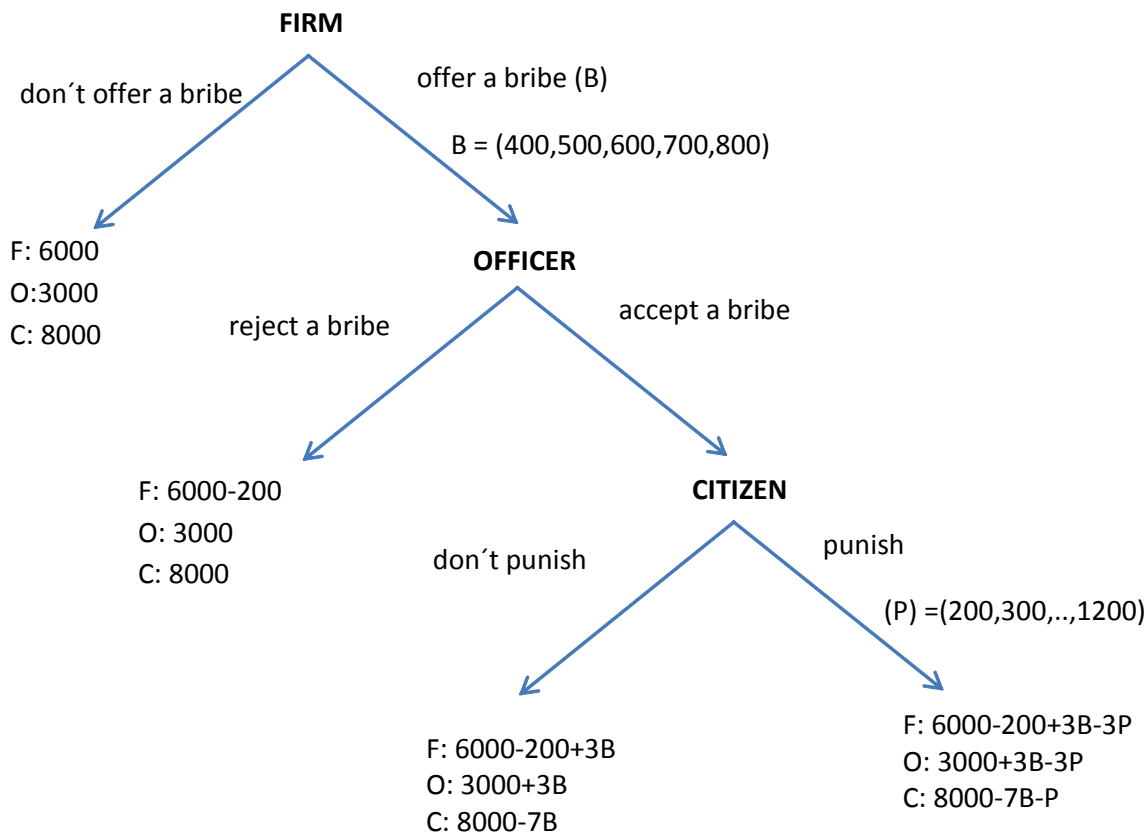 FIRM
don´t offer a bribe
offer a bribe (B)
B = (400,500,600,700,800)
F: 6000
O:3000
C: 8000
OFFICER
reject a bribe
accept a bribe
F: 6000-200
O: 3000
C: 8000
CITIZEN
don´t punish
punish
(P) =(200,300,..,1200)
F: 6000-200+3B
O: 3000+3B
C: 8000-7B
F: 6000-200+3B-3P
O: 3000+3B-3P
C: 8000-7B-P